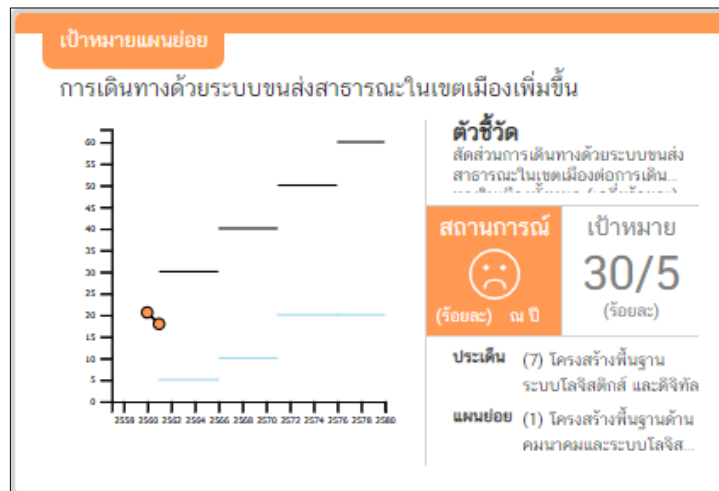 เป้าหมายแผนย่อย
การเดินทางด้วยระบบขนส่งสาธารณะในเขตเมืองเพิ่มขึ้น
60
55
50
45
40
35
30
25
20
15
10
5
0
2558 2560 2562 2564 2566 2568 2570 2572 2574 2576 2578 2580
ตัวชี้วัด
สัดส่วนการเดินทางด้วยระบบขนส่ง
สาธารณะในเขตเมืองต่อการเดิน...
สถานการณ์
(ร้อยละ) ณ ปี
เป้าหมาย
30/5
(ร้อยละ)
ประเด็น (7) โครงสร้างพื้นฐาน
ระบบโลจิสติกส์ และดิจิทัล
แผนย่อย (1) โครงสร้างพื้นฐานด้าน
คมนาคมและระบบโลจิส...